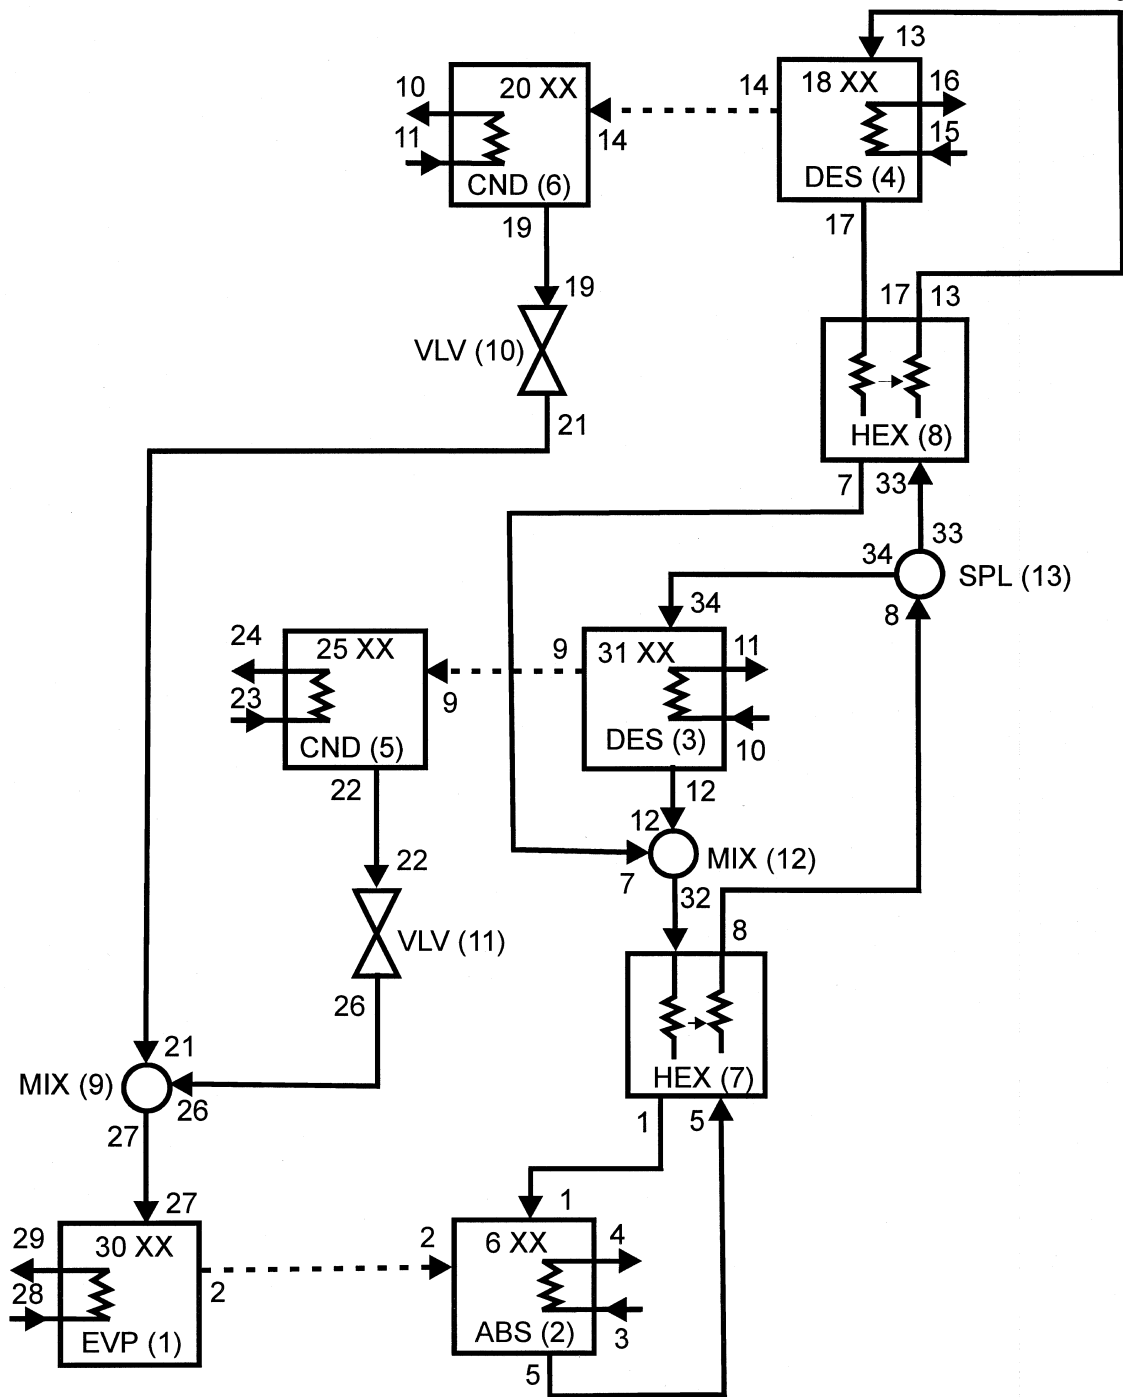 13
10
20 XX
14
18 XX
16
11
14
15
CND (6)
DES (4)
19
17
19
17 13
VLV (10)
21
HEX (8)
7 33
34 33
SPL (13)
34
8
24
25 XX
9
31 XX
11
23
9
CND (5)
DES (3)
10
22
12
12
22
7
MIX (12)
32
VLV (11)
8
26
21
MIX (9)
26
HEX (7)
27
1 5
27
1
29
30 XX
2
6 XX
4
28
2
EVP (1)
ABS (2)
3
5